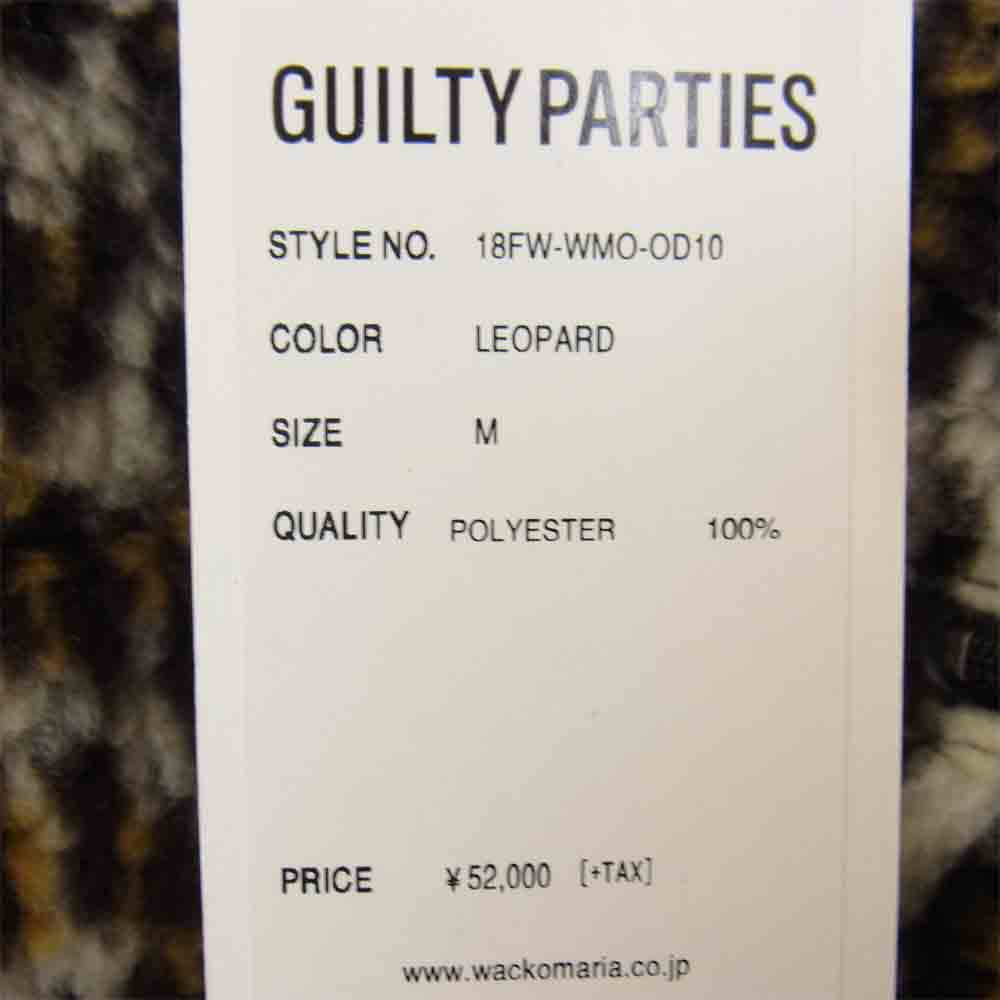 GUILTY PARTIES
STYLE NO. 18FW-WMO-OD10
COLOR LEOPARD
SIZE M
QUALITY POLYESTER 100%
PRICE ¥52,000 [+TAX]
www.wackomaria.co.jp